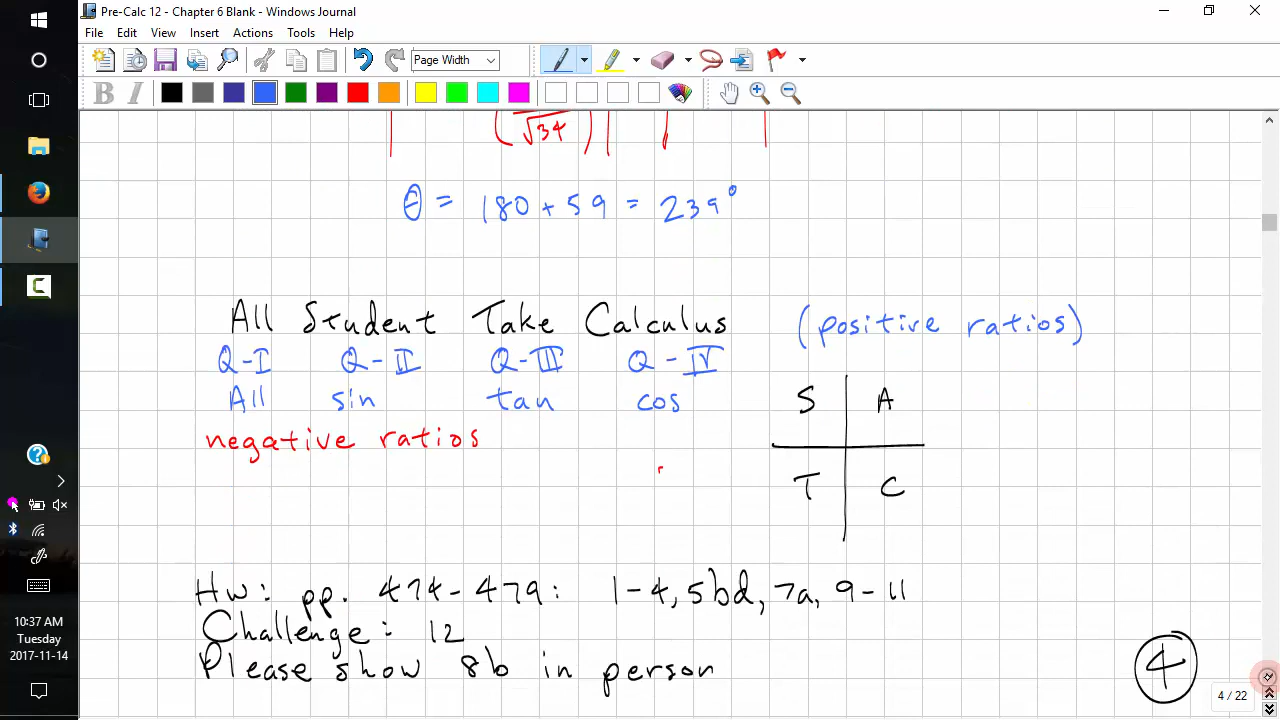 Pre-Calc 12 - Chapter 6 Blank - Windows Journal
File Edit View Insert Actions Tools Help
Page Width
B I
√34
θ = 180 + 59 = 239°
All Student Take Calculus (positive ratios)
Q-I Q-II Q-III Q-IV
All sin tan cos
S A
negative ratios
T C
Hw: pp. 474-479: 1-4, 5bd, 7a, 9-11
Challenge: 12
Please show 8b in person
4
4 / 22
10:37 AM
Tuesday
2017-11-14